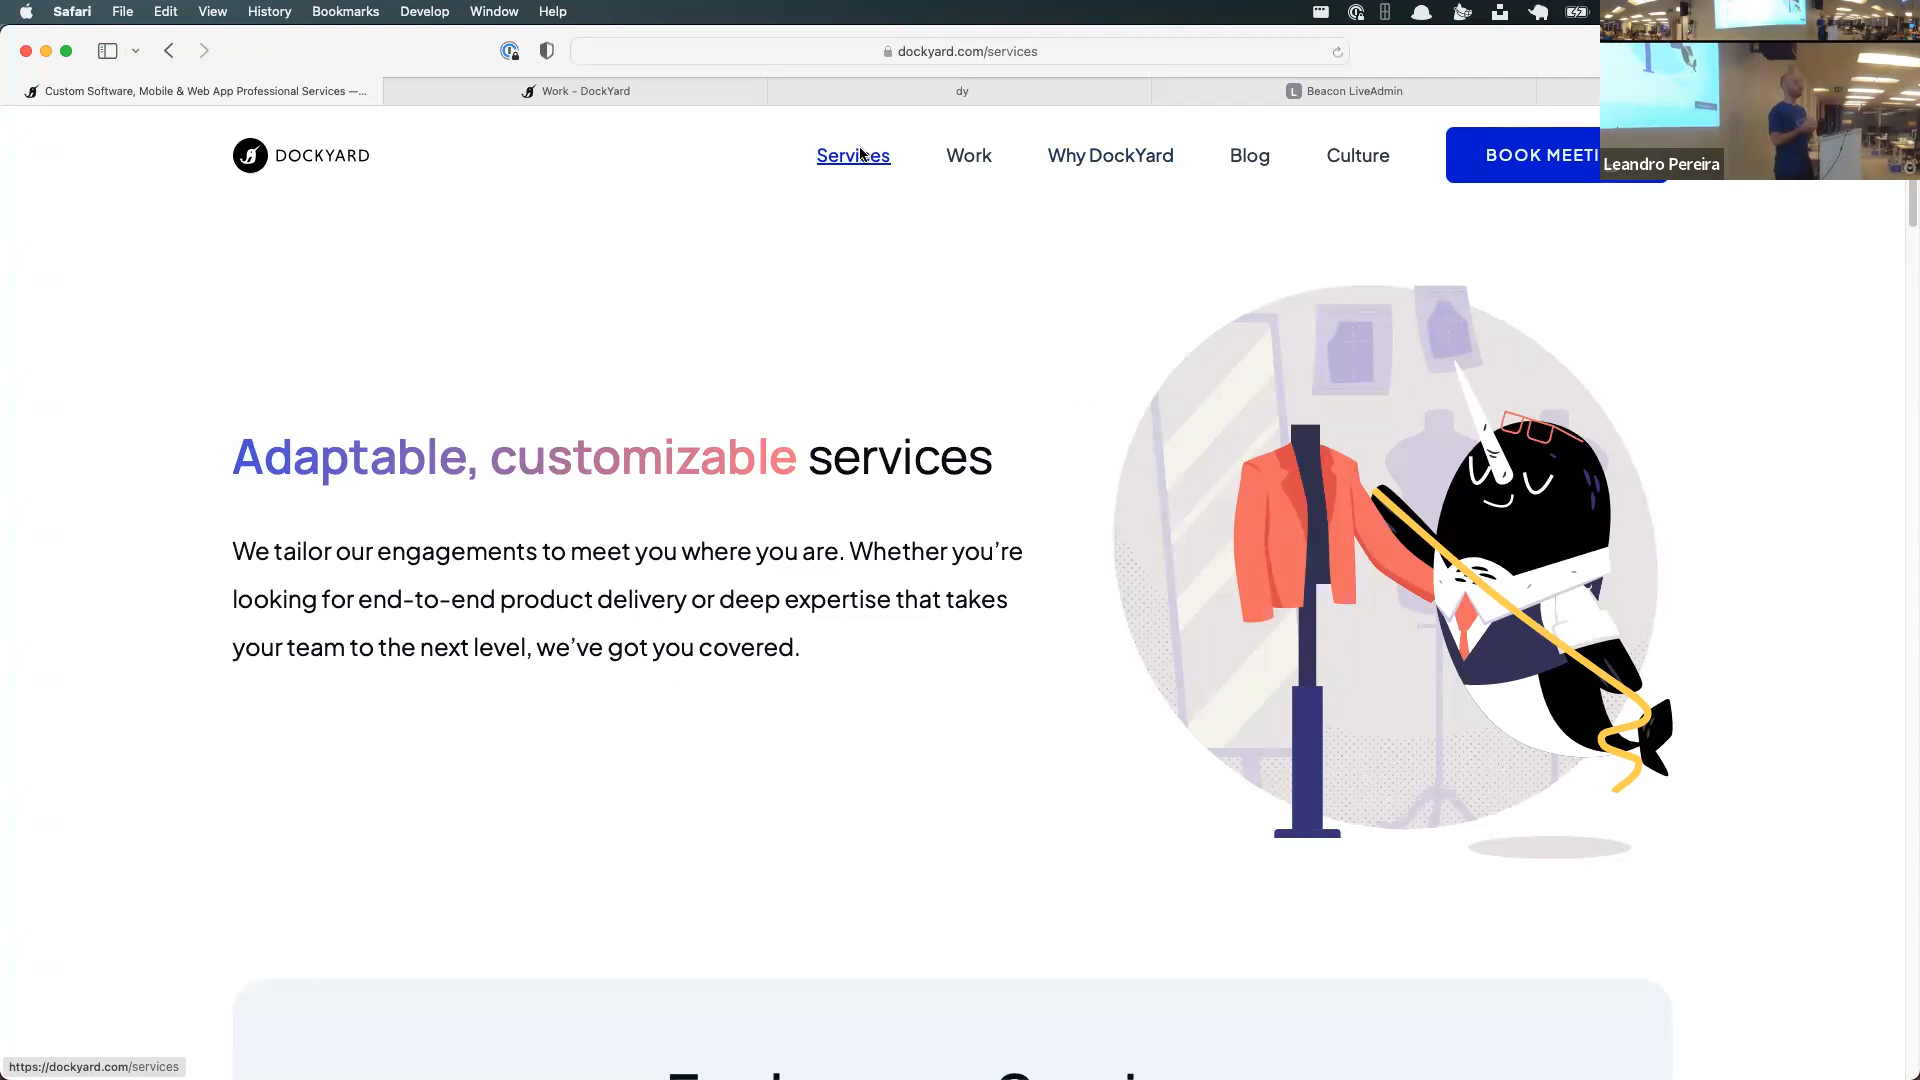 Safari File Edit View History Bookmarks Develop Window Help
dockyard.com/services
Custom Software, Mobile & Web App Professional Services —...
Work - DockYard
dy
L Beacon LiveAdmin
DOCKYARD
Services
Work
Why DockYard
Blog
Culture
BOOK MEETI
Leandro Pereira
Adaptable, customizable services
We tailor our engagements to meet you where you are. Whether you’re
looking for end-to-end product delivery or deep expertise that takes
your team to the next level, we’ve got you covered.
https://dockyard.com/services